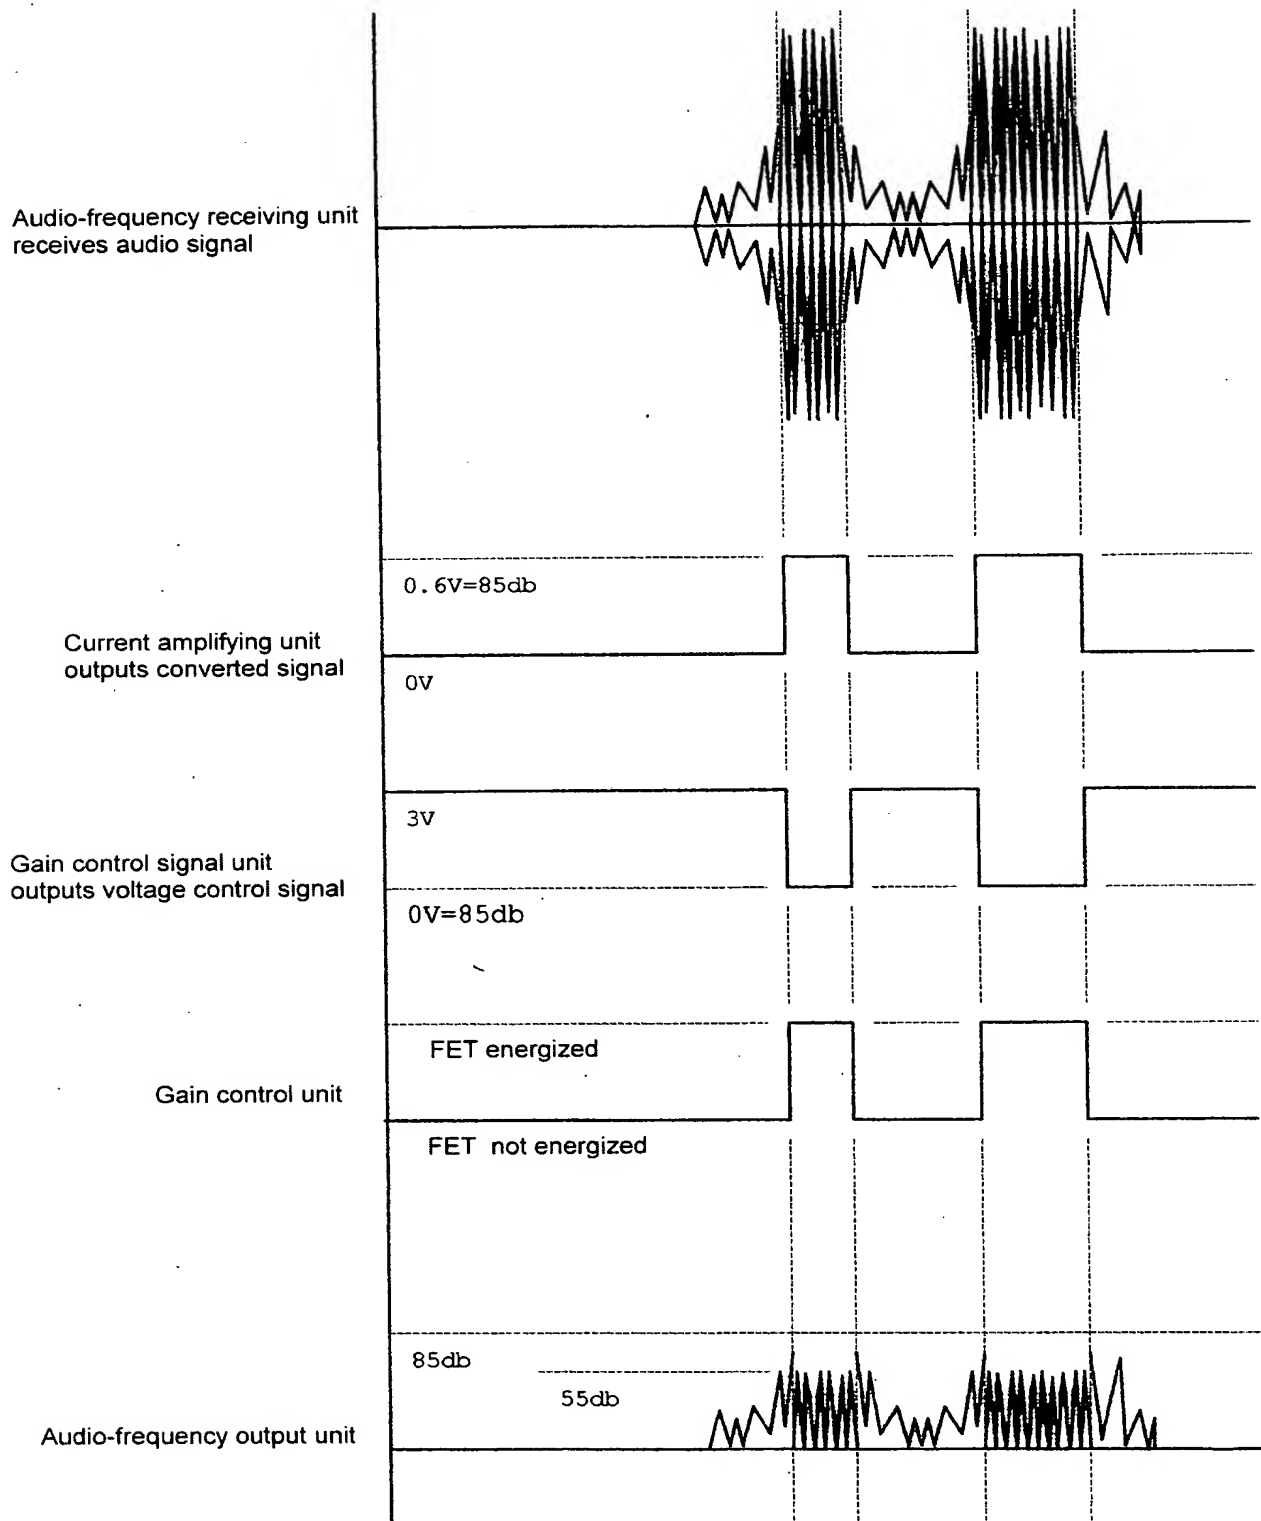 Audio-frequency receiving unit
receives audio signal
0.6V=85db
Current amplifying unit
outputs converted signal
0V
3V
Gain control signal unit
outputs voltage control signal
0V=85db
FET energized
Gain control unit
FET not energized
85db
55db
Audio-frequency output unit